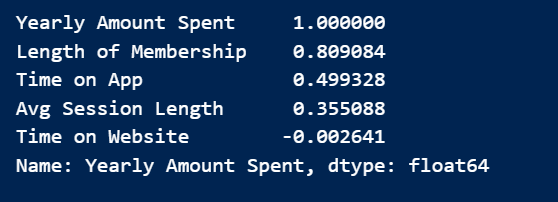 Yearly Amount Spent     1.000000
Length of Membership    0.809084
Time on App             0.499328
Avg Session Length      0.355088
Time on Website        -0.002641
Name: Yearly Amount Spent, dtype: float64